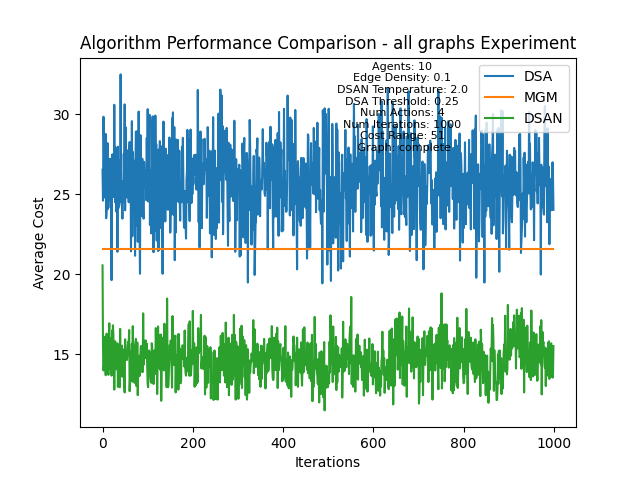 Algorithm Performance Comparison - all graphs Experiment
Agents: 10
Edge Density: 0.1
DSAN Temperature: 2.0
DSA Threshold: 0.25
Num Actions: 4
Num Iterations: 1000
Cost Range: 51
Graph: complete
DSA
MGM
DSAN
Average Cost
30
25
20
15
0
200
400
600
800
1000
Iterations